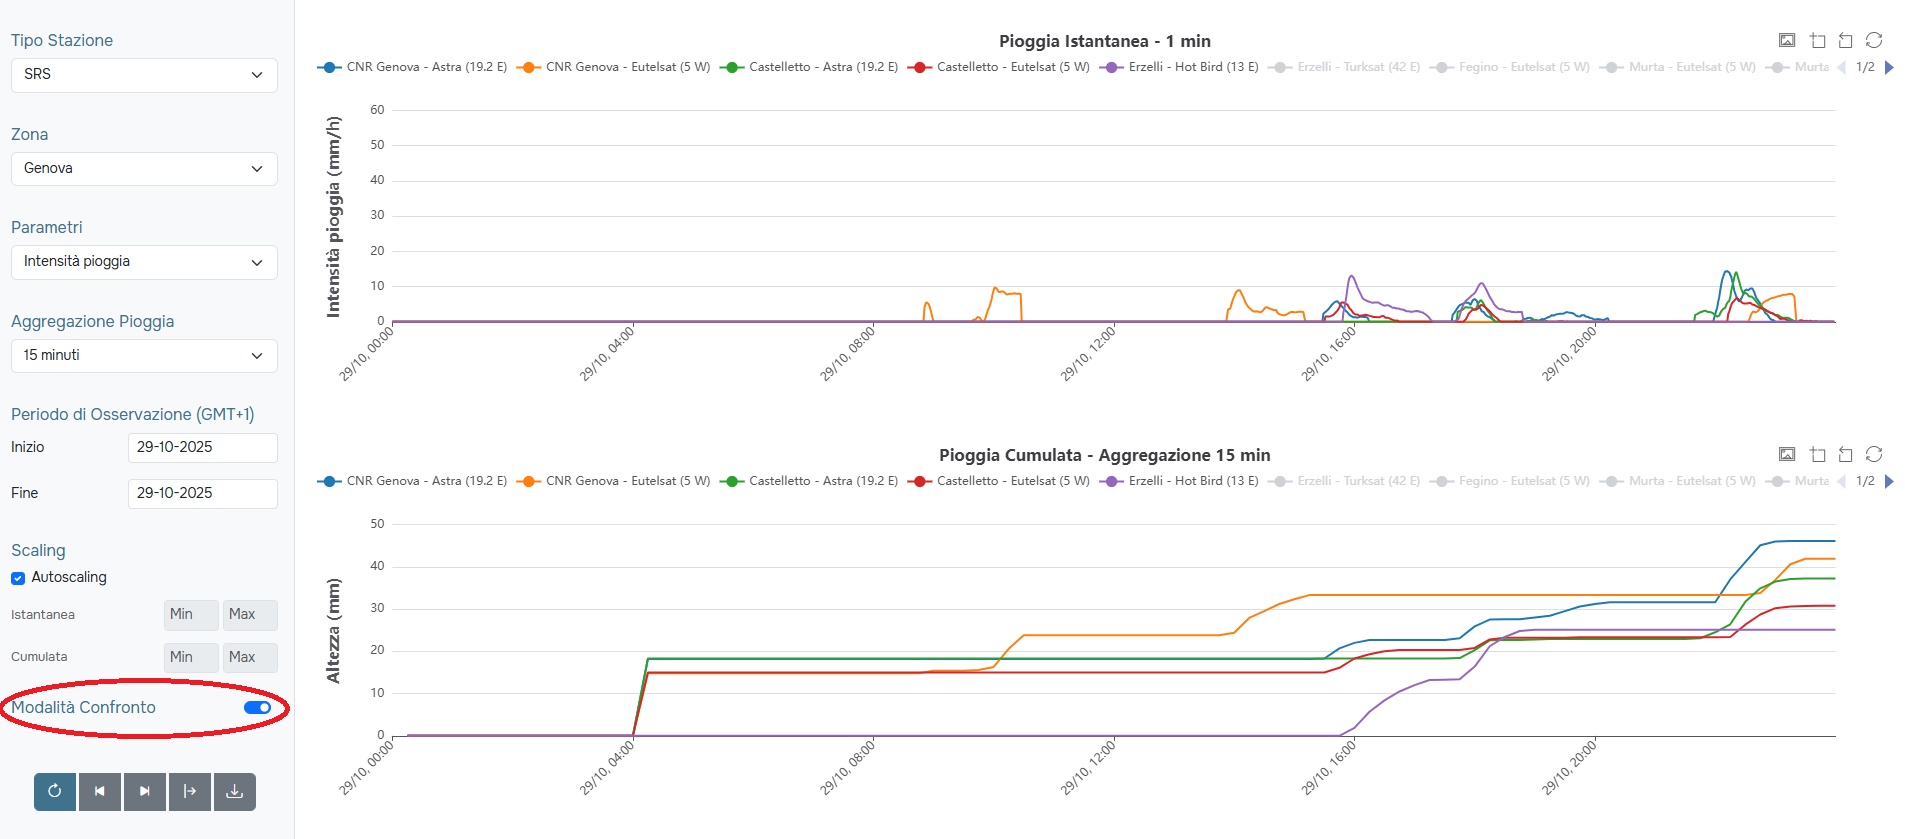 Tipo Stazione
SRS
Zona
Genova
Parametri
Intensità pioggia
Aggregazione Pioggia
15 minuti
Periodo di Osservazione (GMT+1)
Inizio 29-10-2025
Fine 29-10-2025
Scaling
Autoscaling
Istantanea Min Max
Cumulata Min Max
Modalità Confronto
Pioggia Istantanea - 1 min
CNR Genova - Astra (19.2 E) CNR Genova - Eutelsat (5 W) Castelletto - Astra (19.2 E) Castelletto - Eutelsat (5 W) Erzelli - Hot Bird (13 E) Erzelli - Turksat (42 E) Fegino - Eutelsat (5 W) Murta - Eutelsat (5 W) Murta 1/2
Intensità pioggia (mm/h)
60
50
40
30
20
10
0
29/10, 00:00 29/10, 04:00 29/10, 08:00 29/10, 12:00 29/10, 16:00 29/10, 20:00
Pioggia Cumulata - Aggregazione 15 min
CNR Genova - Astra (19.2 E) CNR Genova - Eutelsat (5 W) Castelletto - Astra (19.2 E) Castelletto - Eutelsat (5 W) Erzelli - Hot Bird (13 E) Erzelli - Turksat (42 E) Fegino - Eutelsat (5 W) Murta - Eutelsat (5 W) Murta 1/2
Altezza (mm)
50
40
30
20
10
0
29/10, 00:00 29/10, 04:00 29/10, 08:00 29/10, 12:00 29/10, 16:00 29/10, 20:00